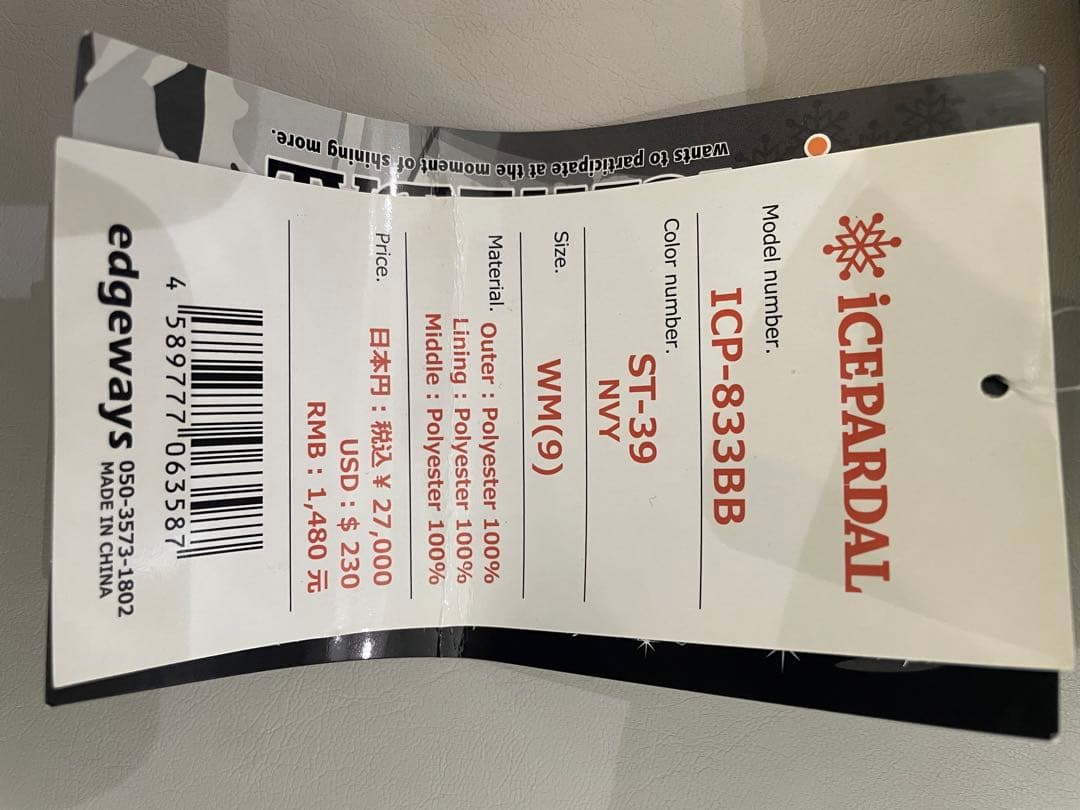 iCEPARDAL
Model number.
ICP-833BB
Color number.
ST-39
NVY
Size.
WM(9)
Material.
Outer : Polyester 100%
Lining : Polyester 100%
Middle : Polyester 100%
Price.
日本円 : 税込 ¥ 27,000
USD : $ 230
RMB : 1,480 元
4 589777 063587
edgeways 050-3573-1802
MADE IN CHINA
wants to participate at the moment of shining more.